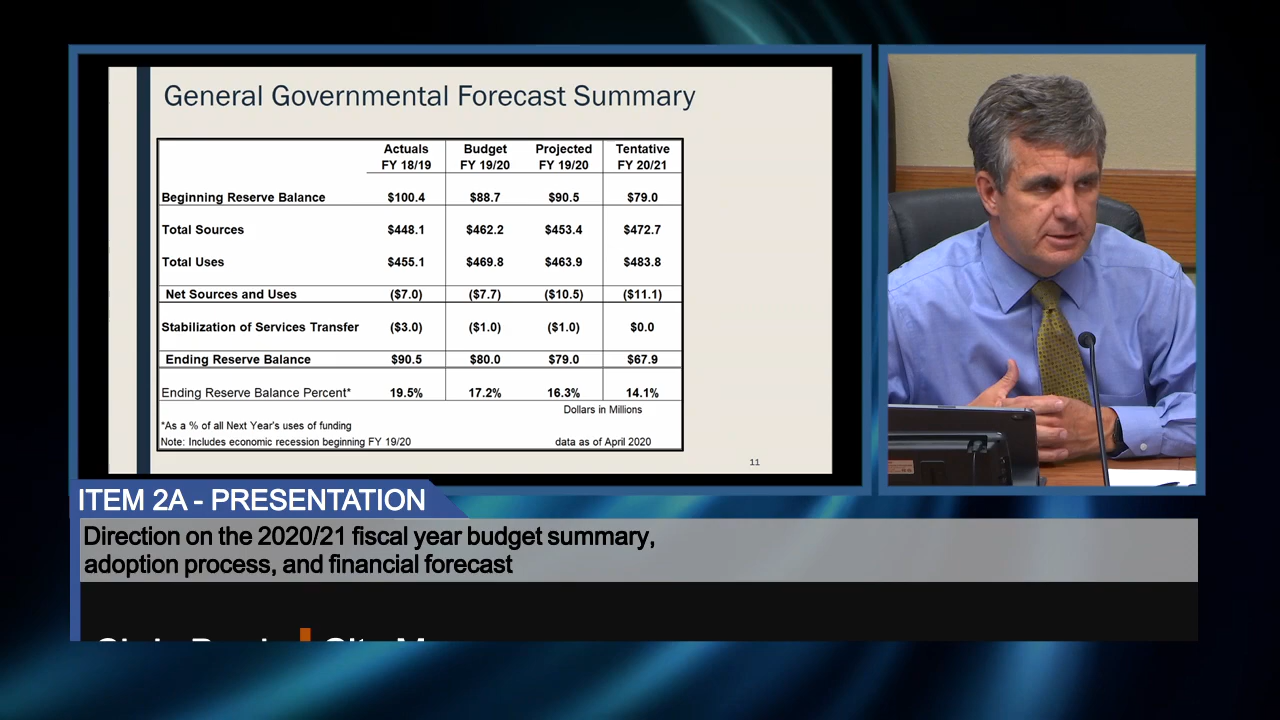 General Governmental Forecast Summary
Actuals Budget Projected Tentative
FY 18/19 FY 19/20 FY 19/20 FY 20/21
Beginning Reserve Balance $100.4 $88.7 $90.5 $79.0
Total Sources $448.1 $462.2 $453.4 $472.7
Total Uses $455.1 $469.8 $463.9 $483.8
Net Sources and Uses ($7.0) ($7.7) ($10.5) ($11.1)
Stabilization of Services Transfer ($3.0) ($1.0) ($1.0) $0.0
Ending Reserve Balance $90.5 $80.0 $79.0 $67.9
Ending Reserve Balance Percent* 19.5% 17.2% 16.3% 14.1%
Dollars in Millions
*As a % of all Next Year's uses of funding
Note: Includes economic recession beginning FY 19/20 data as of April 2020
11
ITEM 2A - PRESENTATION
Direction on the 2020/21 fiscal year budget summary,
adoption process, and financial forecast